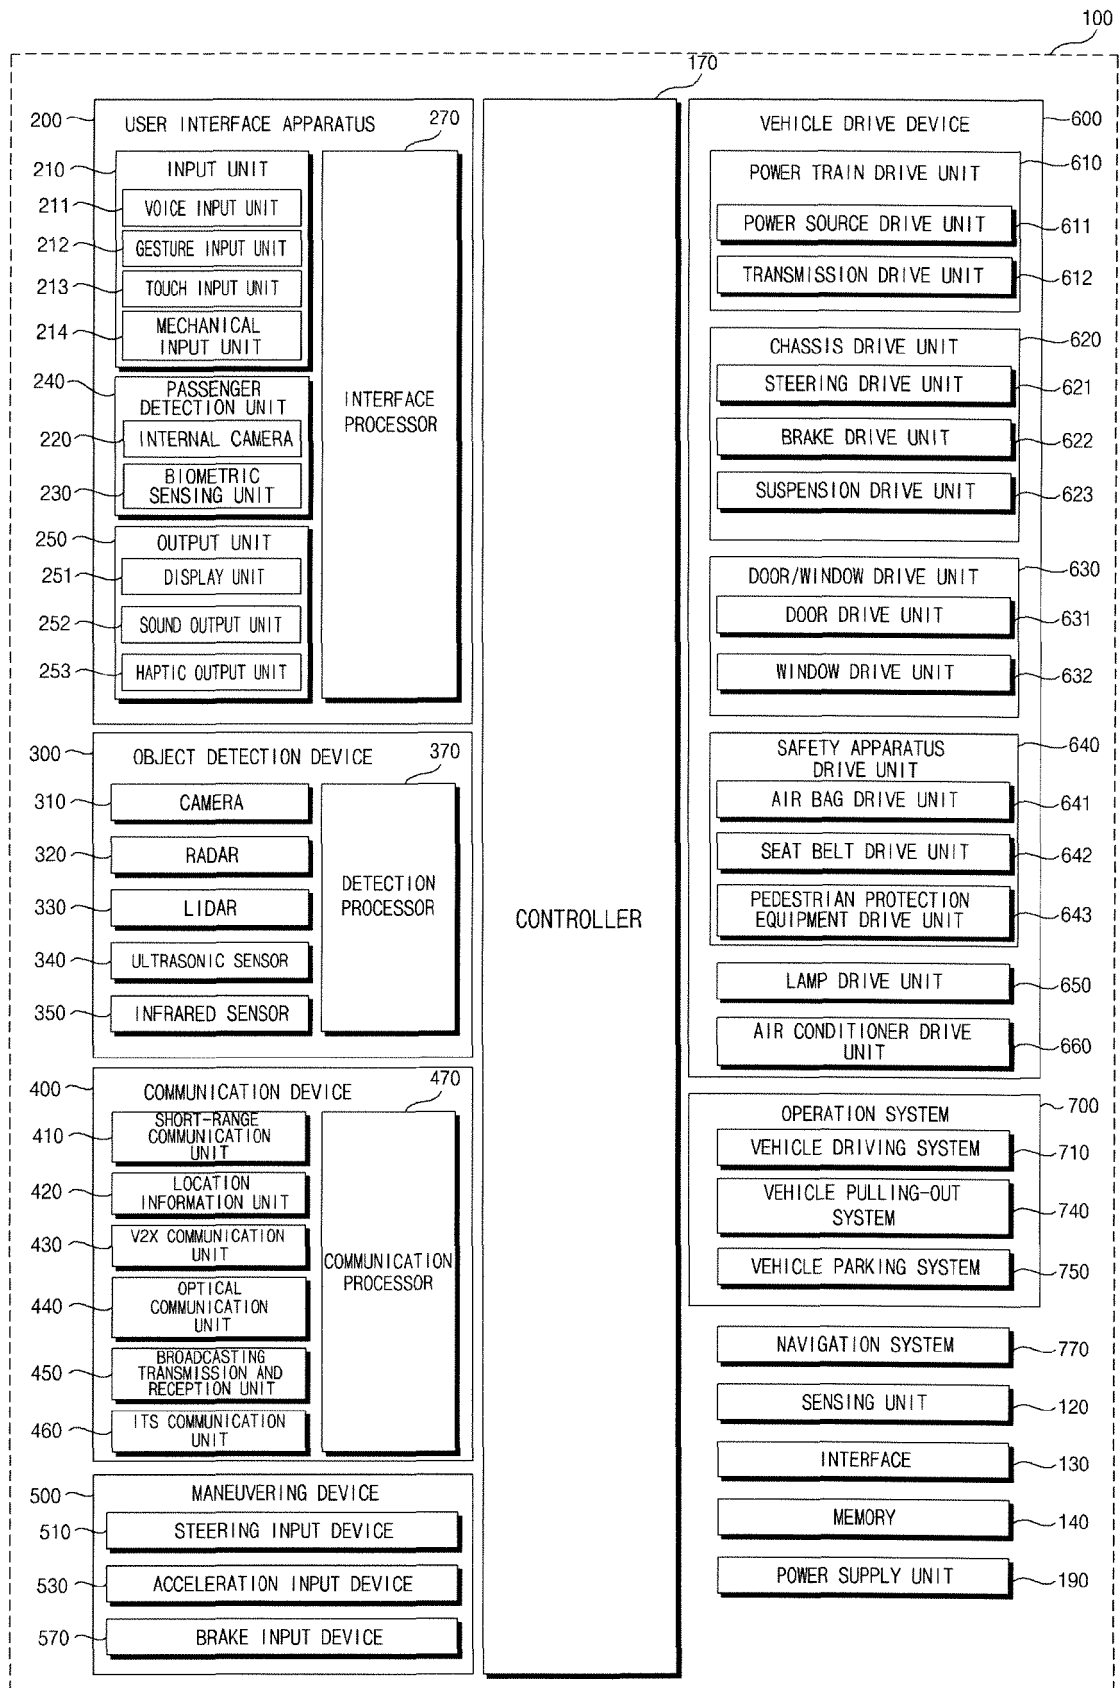 100
170
200
USER INTERFACE APPARATUS
270
210
INPUT UNIT
211
VOICE INPUT UNIT
212
GESTURE INPUT UNIT
213
TOUCH INPUT UNIT
214
MECHANICAL
INPUT UNIT
240
PASSENGER
DETECTION UNIT
220
INTERNAL CAMERA
230
BIOMETRIC
SENSING UNIT
250
OUTPUT UNIT
251
DISPLAY UNIT
252
SOUND OUTPUT UNIT
253
HAPTIC OUTPUT UNIT
INTERFACE
PROCESSOR
300
OBJECT DETECTION DEVICE
370
310
CAMERA
320
RADAR
330
LIDAR
340
ULTRASONIC SENSOR
350
INFRARED SENSOR
DETECTION
PROCESSOR
400
COMMUNICATION DEVICE
470
410
SHORT-RANGE
COMMUNICATION
UNIT
420
LOCATION
INFORMATION UNIT
430
V2X COMMUNICATION
UNIT
440
OPTICAL
COMMUNICATION
UNIT
450
BROADCASTING
TRANSMISSION AND
RECEPTION UNIT
460
ITS COMMUNICATION
UNIT
COMMUNICATION
PROCESSOR
500
MANEUVERING DEVICE
510
STEERING INPUT DEVICE
530
ACCELERATION INPUT DEVICE
570
BRAKE INPUT DEVICE
CONTROLLER
VEHICLE DRIVE DEVICE
600
POWER TRAIN DRIVE UNIT
610
POWER SOURCE DRIVE UNIT
611
TRANSMISSION DRIVE UNIT
612
CHASSIS DRIVE UNIT
620
STEERING DRIVE UNIT
621
BRAKE DRIVE UNIT
622
SUSPENSION DRIVE UNIT
623
DOOR/WINDOW DRIVE UNIT
630
DOOR DRIVE UNIT
631
WINDOW DRIVE UNIT
632
SAFETY APPARATUS
DRIVE UNIT
640
AIR BAG DRIVE UNIT
641
SEAT BELT DRIVE UNIT
642
PEDESTRIAN PROTECTION
EQUIPMENT DRIVE UNIT
643
LAMP DRIVE UNIT
650
AIR CONDITIONER DRIVE
UNIT
660
OPERATION SYSTEM
700
VEHICLE DRIVING SYSTEM
710
VEHICLE PULLING-OUT
SYSTEM
740
VEHICLE PARKING SYSTEM
750
NAVIGATION SYSTEM
770
SENSING UNIT
120
INTERFACE
130
MEMORY
140
POWER SUPPLY UNIT
190